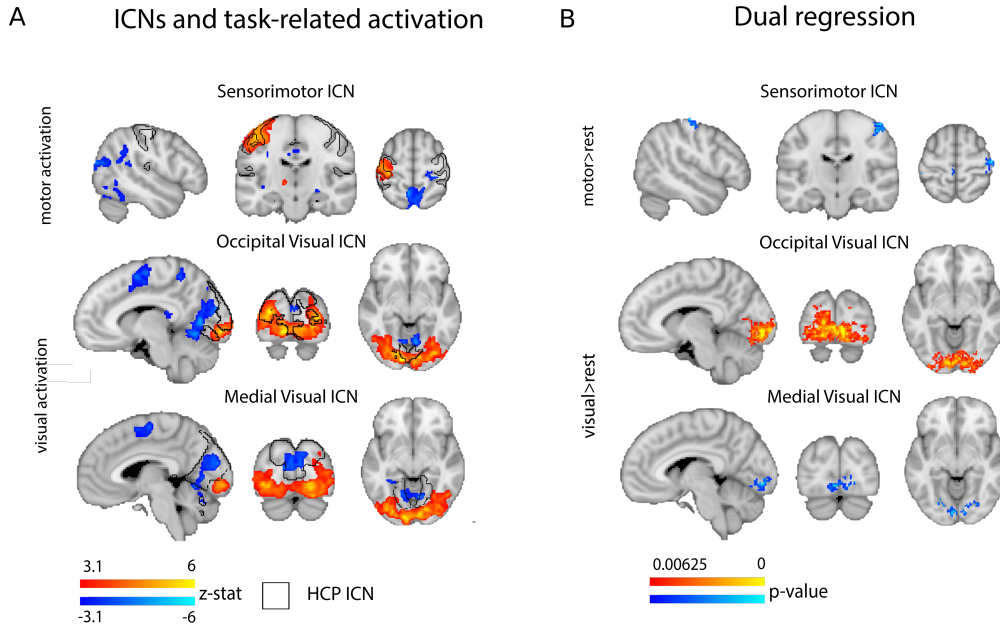 A
ICNs and task-related activation
B
Dual regression
motor activation
Sensorimotor ICN
motor>rest
Sensorimotor ICN
visual activation
Occipital Visual ICN
visual>rest
Occipital Visual ICN
Medial Visual ICN
Medial Visual ICN
3.1 6
z-stat
-3.1 -6
HCP ICN
0.00625 0
p-value